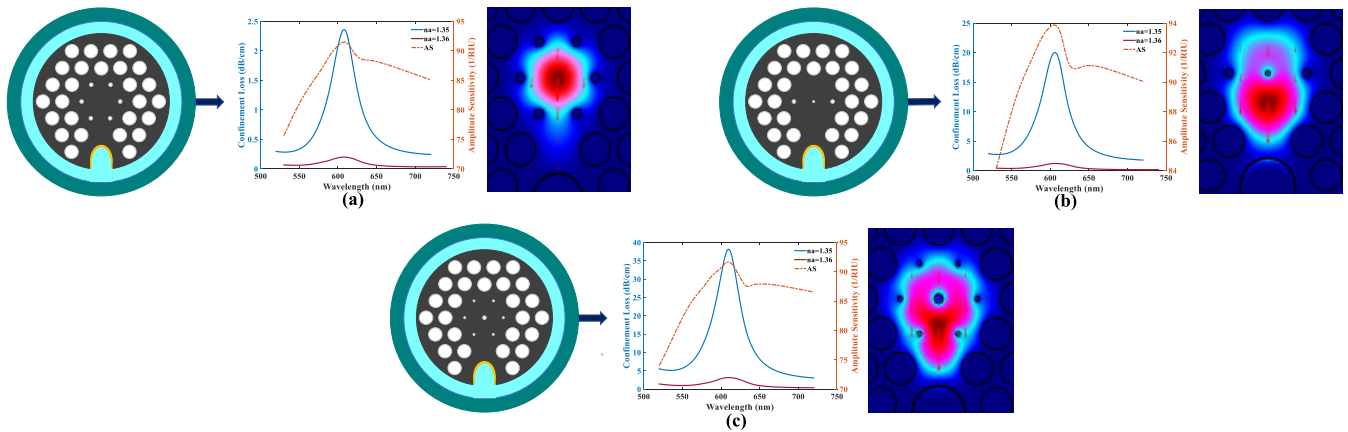 Confinement Loss (dB/cm)
2.5
2
1.5
1
0.5
0
500 550 600 650 700 750
Wavelength (nm)
95
90
85
80
75
70
Amplitude Sensitivity (1/RIU)
na=1.35
na=1.36
AS
(a)
Confinement Loss (dB/cm)
25
20
15
10
5
0
500 550 600 650 700 750
Wavelength (nm)
94
92
90
88
86
84
Amplitude Sensitivity (1/RIU)
na=1.35
na=1.36
AS
(b)
Confinement Loss (dB/cm)
40
35
30
25
20
15
10
5
0
500 550 600 650 700 750
Wavelength (nm)
95
90
85
80
75
70
Amplitude Sensitivity (1/RIU)
na=1.35
na=1.36
AS
(c)